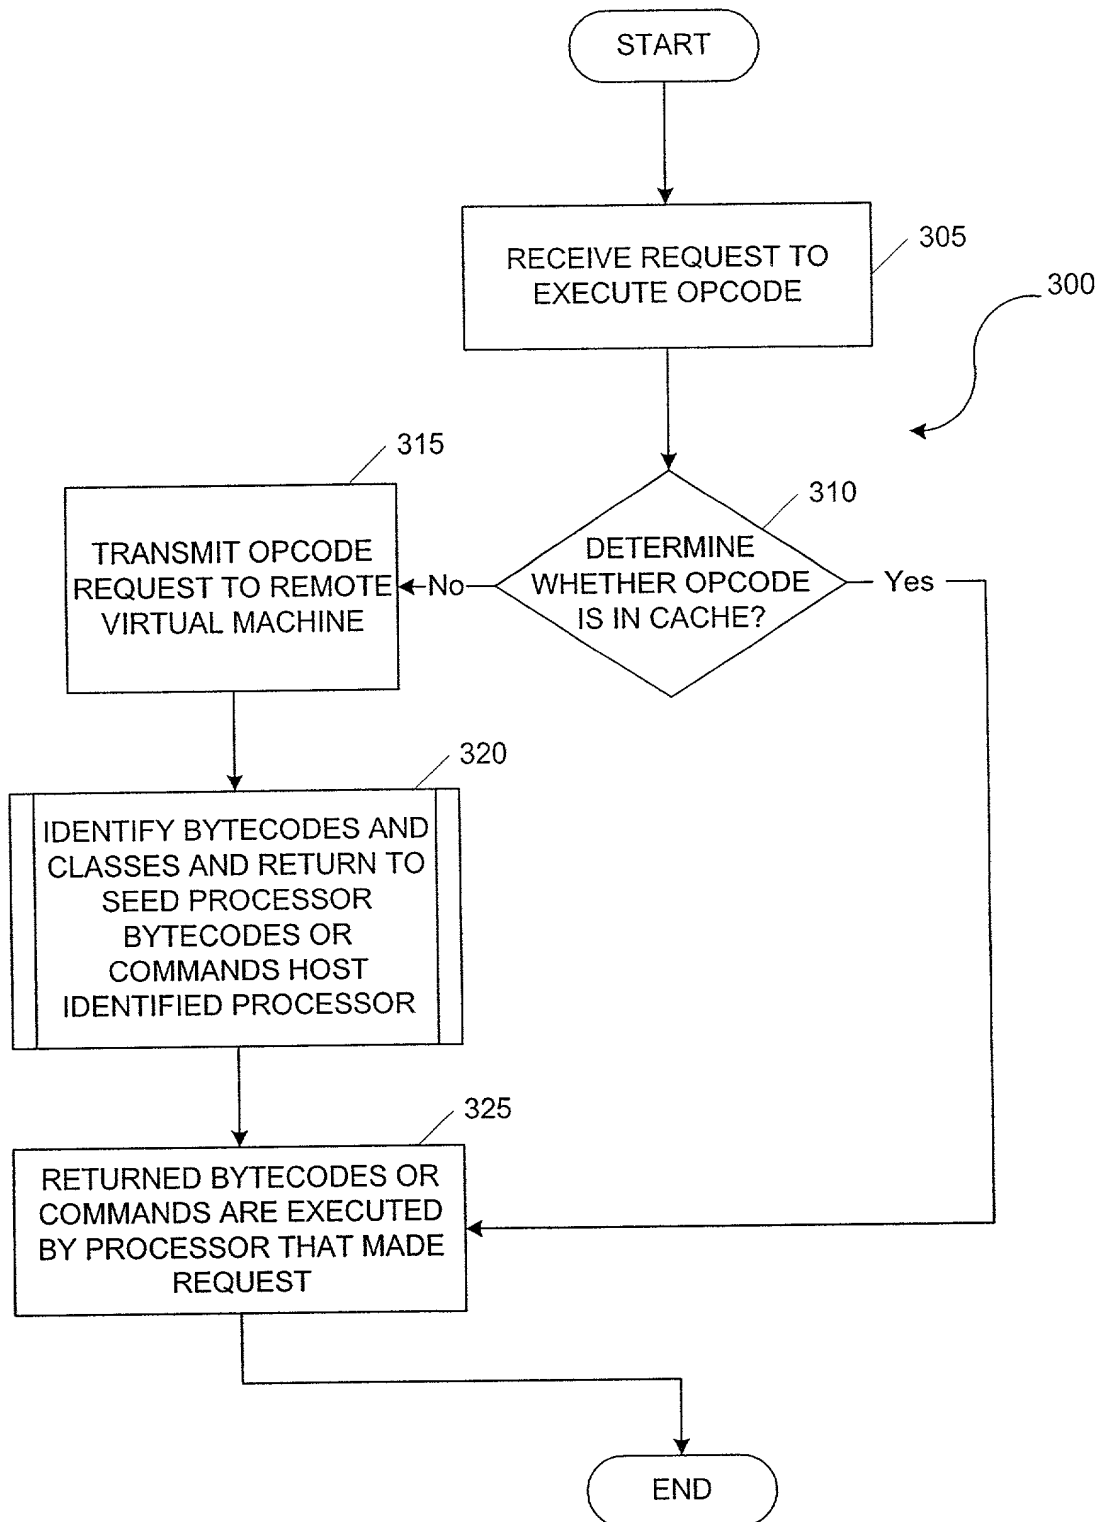 START
RECEIVE REQUEST TO
EXECUTE OPCODE
305
300
315
TRANSMIT OPCODE
REQUEST TO REMOTE
VIRTUAL MACHINE
No
310
DETERMINE
WHETHER OPCODE
IS IN CACHE?
Yes
320
IDENTIFY BYTECODES AND
CLASSES AND RETURN TO
SEED PROCESSOR
BYTECODES OR
COMMANDS HOST
IDENTIFIED PROCESSOR
325
RETURNED BYTECODES OR
COMMANDS ARE EXECUTED
BY PROCESSOR THAT MADE
REQUEST
END